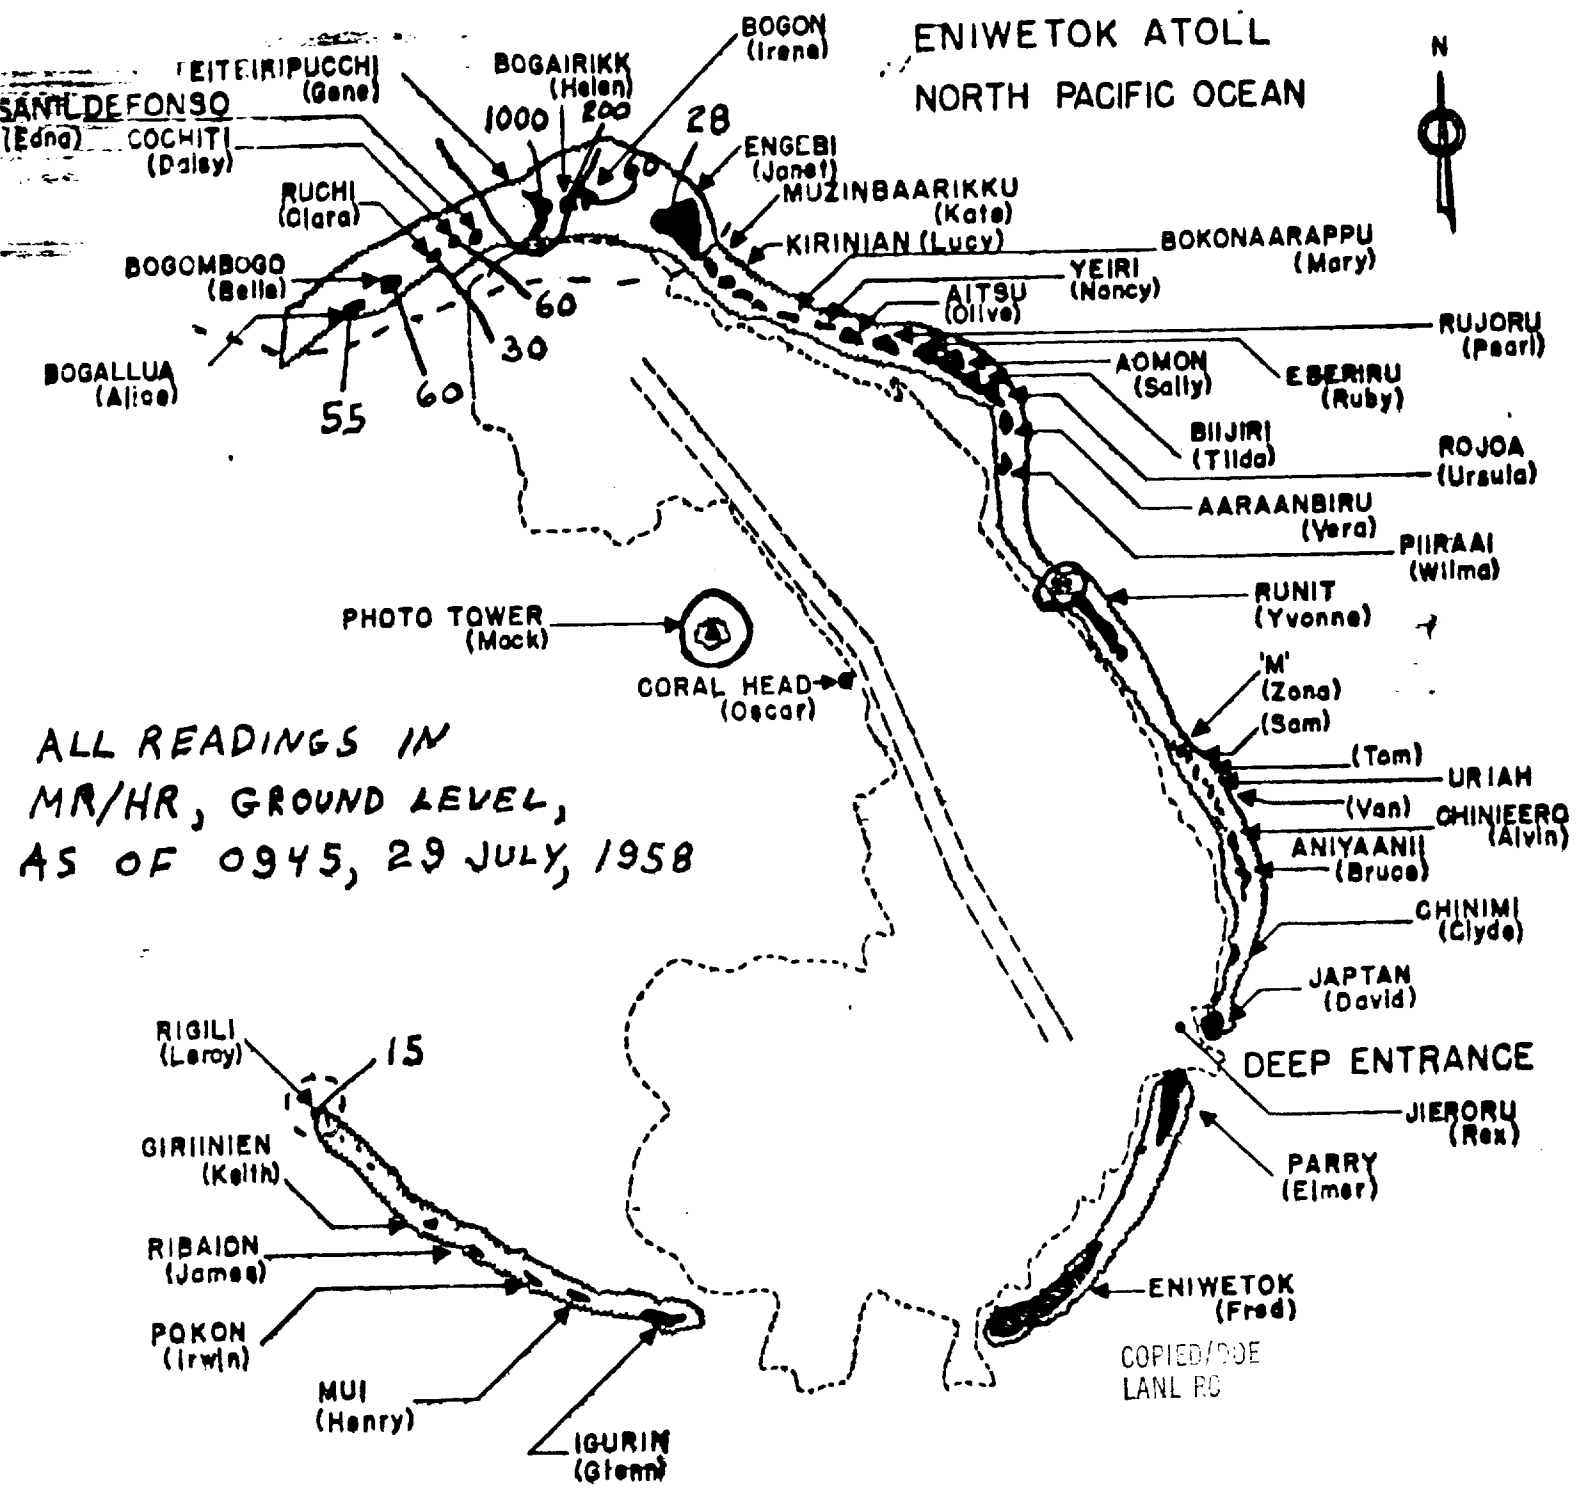 ENIWETOK ATOLL
NORTH PACIFIC OCEAN
N
BOGON
(Irene)
BOGAIRIKK
(Helen)
EITEIRIPUCCHI
(Gene)
SANILDEFONSO
(Edna)
COCHITI
(Daisy)
RUCHI
(Clara)
BOGOMBOGO
(Belle)
BOGALLUA
(Alice)
1000
200
60
28
60
30
60
55
ENGEBI
(Janet)
MUZINBAARIKKU
(Kate)
KIRINIAN (Lucy)
BOKONAARAPPU
(Mary)
YEIRI
(Nancy)
AITSU
(Olive)
RUJORU
(Pearl)
EBERIRU
(Ruby)
AOMON
(Sally)
BIIJIRI
(Tilda)
ROJOA
(Ursula)
AARAANBIRU
(Vera)
PIIRAAI
(Wilma)
RUNIT
(Yvonne)
'M'
(Zona)
(Sam)
(Tom)
URIAH
(Van)
CHINIEERO
(Alvin)
ANIYAANII
(Bruce)
CHINIMI
(Clyde)
JAPTAN
(David)
DEEP ENTRANCE
JIERORU
(Rex)
PARRY
(Elmer)
ENIWETOK
(Fred)
PHOTO TOWER
(Mack)
CORAL HEAD
(Oscar)
ALL READINGS IN
MR/HR, GROUND LEVEL,
AS OF 0945, 29 JULY, 1958
RIGILI
(Leroy)
15
GIRIINIEN
(Keith)
RIBAION
(James)
POKON
(Irwin)
MUI
(Henry)
IGURIN
(Glenn)
COPIED/DOE
LANL RC